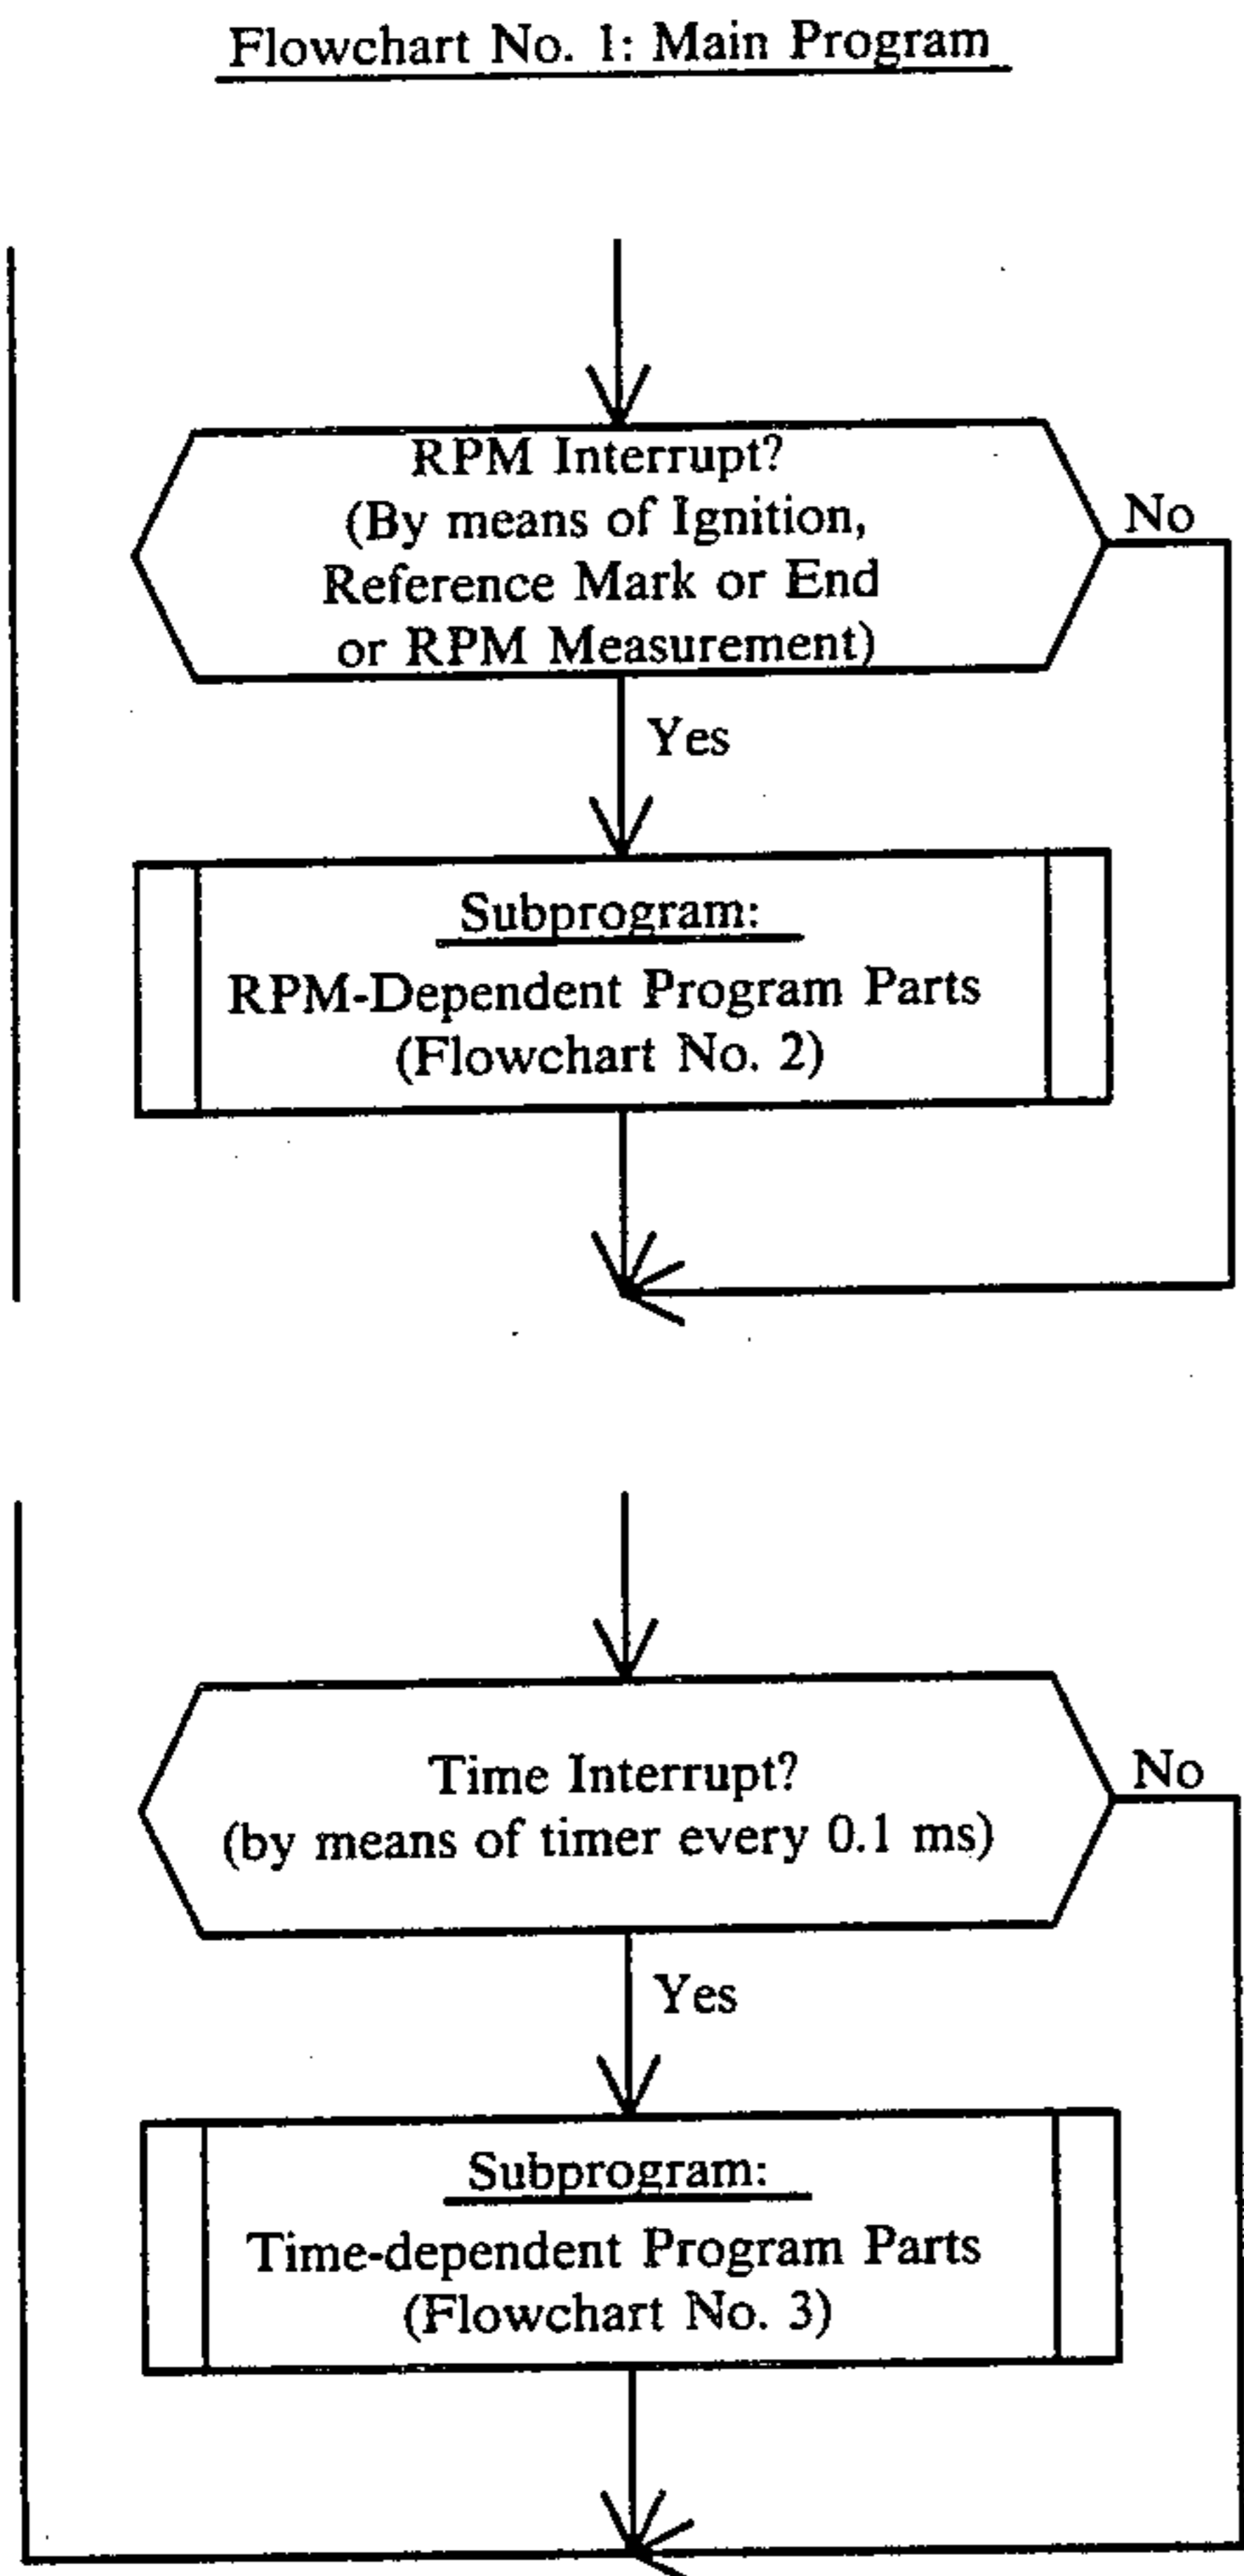 Flowchart No. 1: Main Program
RPM Interrupt?
(By means of Ignition,
Reference Mark or End
or RPM Measurement)
No
Yes
Subprogram:
RPM-Dependent Program Parts
(Flowchart No. 2)
Time Interrupt?
(by means of timer every 0.1 ms)
No
Yes
Subprogram:
Time-dependent Program Parts
(Flowchart No. 3)